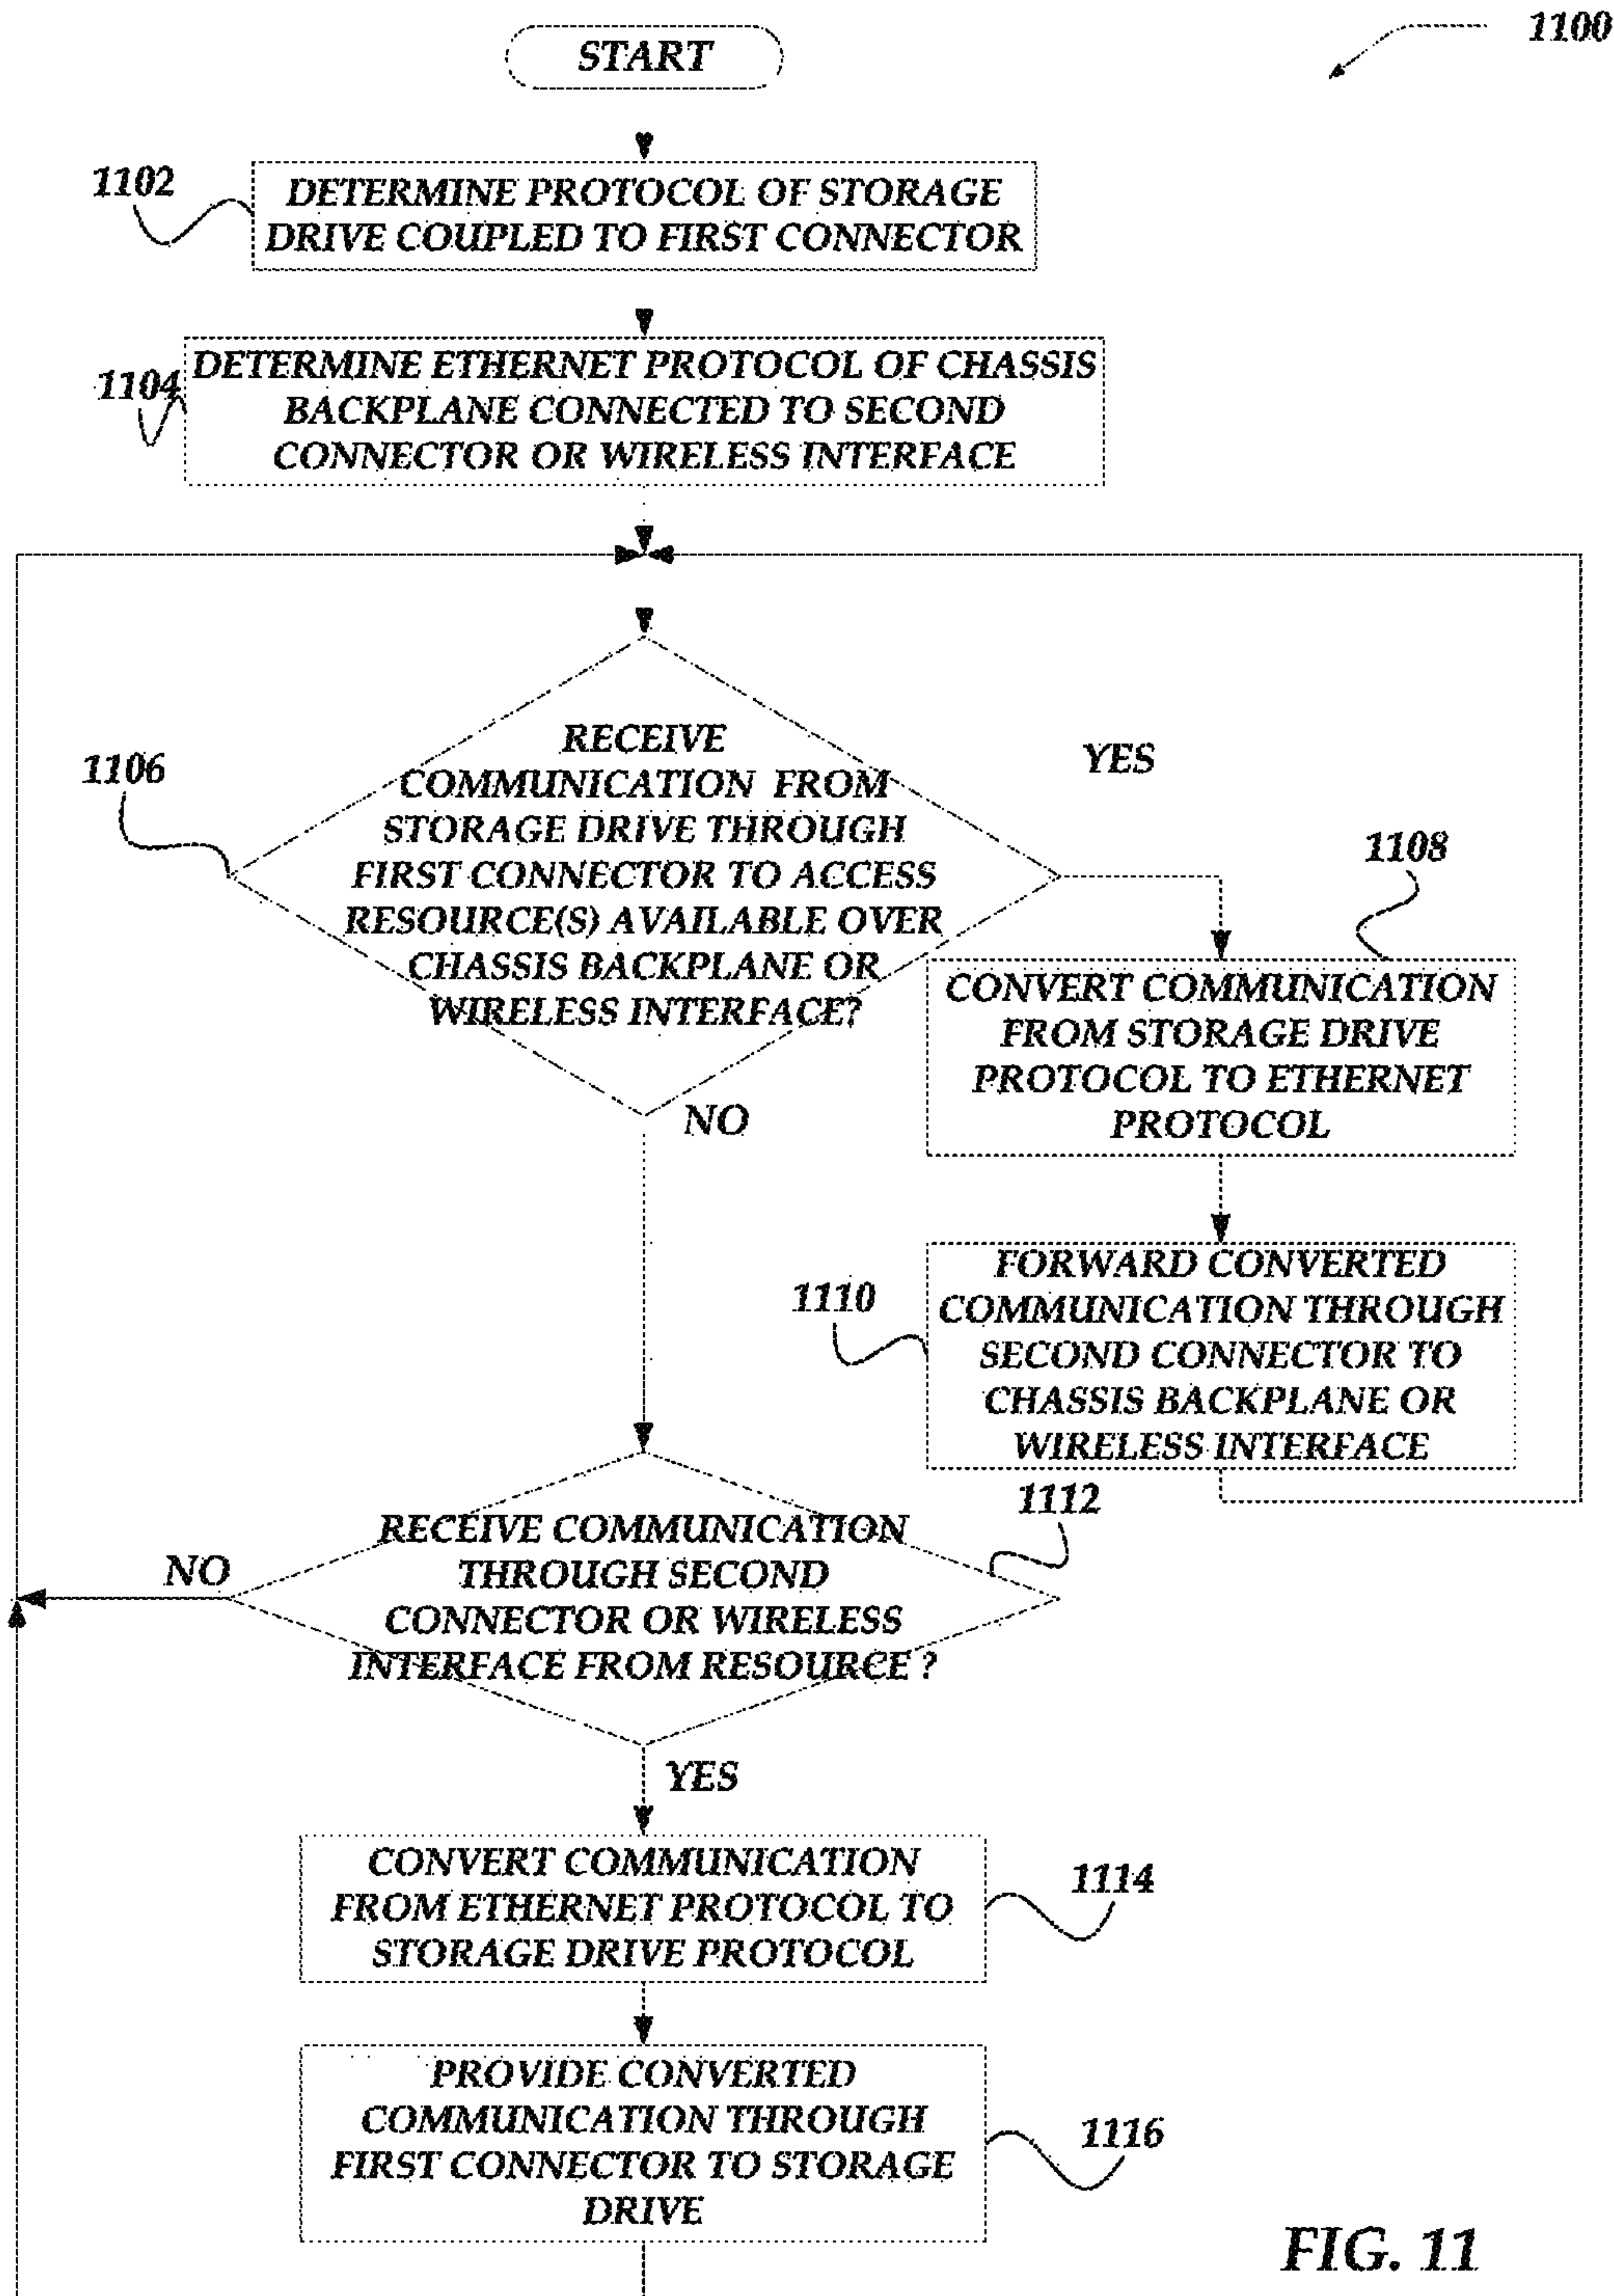 1100
START
1102
DETERMINE PROTOCOL OF STORAGE
DRIVE COUPLED TO FIRST CONNECTOR
1104
DETERMINE ETHERNET PROTOCOL OF CHASSIS
BACKPLANE CONNECTED TO SECOND
CONNECTOR OR WIRELESS INTERFACE
1106
RECEIVE
COMMUNICATION FROM
STORAGE DRIVE THROUGH
FIRST CONNECTOR TO ACCESS
RESOURCE(S) AVAILABLE OVER
CHASSIS BACKPLANE OR
WIRELESS INTERFACE?
YES
1108
CONVERT COMMUNICATION
FROM STORAGE DRIVE
PROTOCOL TO ETHERNET
PROTOCOL
NO
1110
FORWARD CONVERTED
COMMUNICATION THROUGH
SECOND CONNECTOR TO
CHASSIS BACKPLANE OR
WIRELESS INTERFACE
1112
RECEIVE COMMUNICATION
THROUGH SECOND
CONNECTOR OR WIRELESS
INTERFACE FROM RESOURCE ?
NO
YES
CONVERT COMMUNICATION
FROM ETHERNET PROTOCOL TO
STORAGE DRIVE PROTOCOL
1114
PROVIDE CONVERTED
COMMUNICATION THROUGH
FIRST CONNECTOR TO STORAGE
DRIVE
1116
FIG. 11